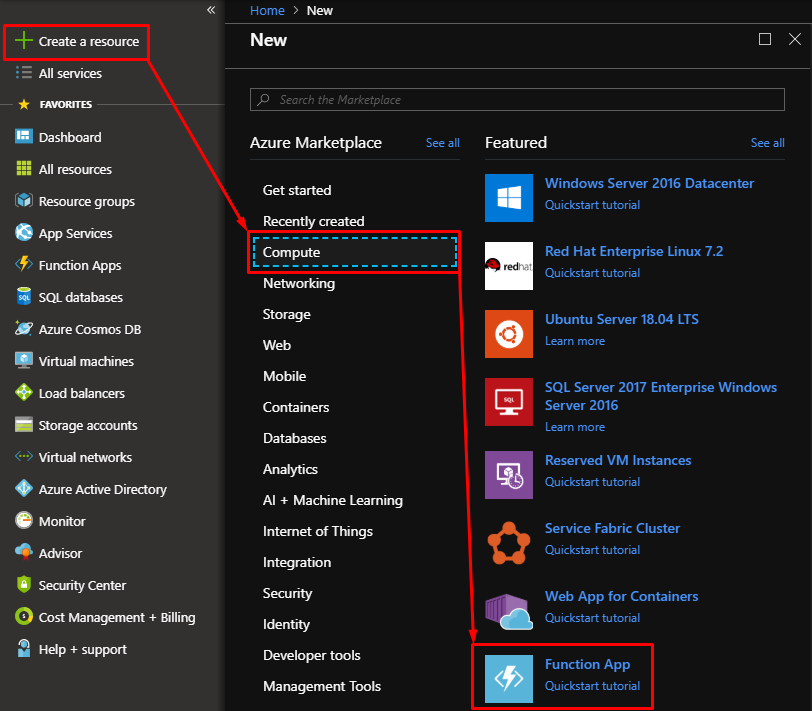 «
Create a resource
All services
FAVORITES
Dashboard
All resources
Resource groups
App Services
Function Apps
SQL databases
Azure Cosmos DB
Virtual machines
Load balancers
Storage accounts
Virtual networks
Azure Active Directory
Monitor
Advisor
Security Center
Cost Management + Billing
Help + support
Home > New
New
Search the Marketplace
Azure Marketplace
See all
Get started
Recently created
Compute
Networking
Storage
Web
Mobile
Containers
Databases
Analytics
AI + Machine Learning
Internet of Things
Integration
Security
Identity
Developer tools
Management Tools
Featured
See all
Windows Server 2016 Datacenter
Quickstart tutorial
redhat
Red Hat Enterprise Linux 7.2
Quickstart tutorial
Ubuntu Server 18.04 LTS
Learn more
SQL
SQL Server 2017 Enterprise Windows
Server 2016
Learn more
Reserved VM Instances
Quickstart tutorial
Service Fabric Cluster
Quickstart tutorial
Web App for Containers
Quickstart tutorial
Function App
Quickstart tutorial